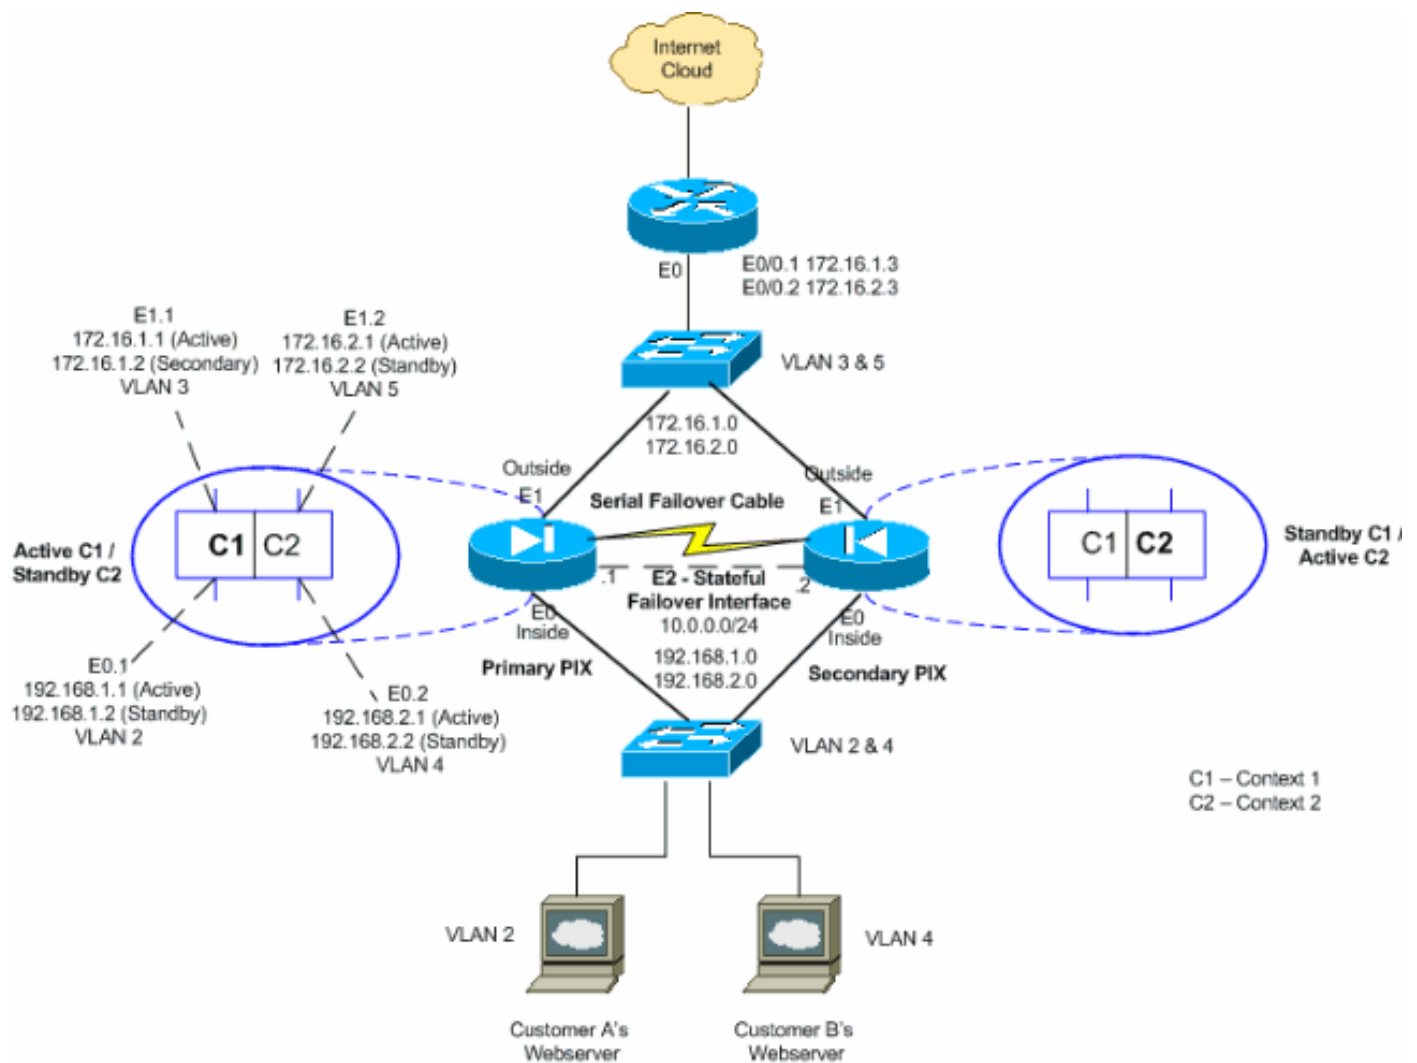 Internet
Cloud
E0
E0/0.1 172.16.1.3
E0/0.2 172.16.2.3
E1.1
172.16.1.1 (Active)
172.16.1.2 (Secondary)
VLAN 3
E1.2
172.16.2.1 (Active)
172.16.2.2 (Standby)
VLAN 5
VLAN 3 & 5
172.16.1.0
172.16.2.0
Outside
E1
Outside
E1
Serial Failover Cable
Active C1 /
Standby C2
C1
C2
C1
C2
Standby C1 /
Active C2
.1
E2 - Stateful
Failover Interface
10.0.0.0/24
.2
E0
Inside
E0
Inside
Primary PIX
192.168.1.0
192.168.2.0
Secondary PIX
E0.1
192.168.1.1 (Active)
192.168.1.2 (Standby)
VLAN 2
E0.2
192.168.2.1 (Active)
192.168.2.2 (Standby)
VLAN 4
VLAN 2 & 4
C1 – Context 1
C2 – Context 2
VLAN 2
VLAN 4
Customer A's
Webserver
Customer B's
Webserver